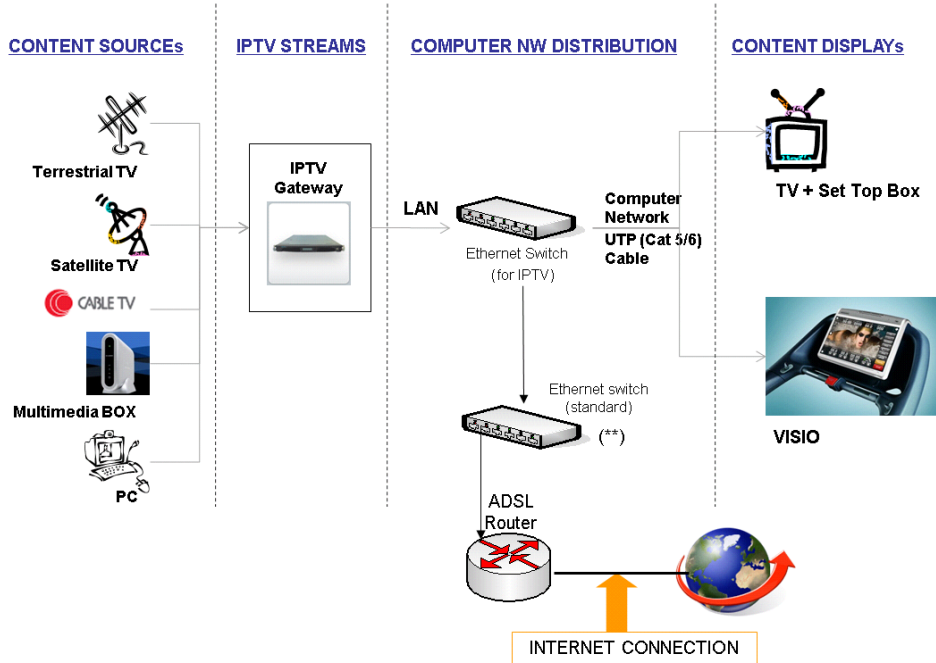 CONTENT SOURCEs
IPTV STREAMS
COMPUTER NW DISTRIBUTION
CONTENT DISPLAYs
Terrestrial TV
Satellite TV
CABLE TV
Multimedia BOX
PC
IPTV
Gateway
LAN
Ethernet Switch
(for IPTV)
Computer
Network
UTP (Cat 5/6)
Cable
TV + Set Top Box
VISIO
Ethernet switch
(standard)
(**)
ADSL
Router
INTERNET CONNECTION